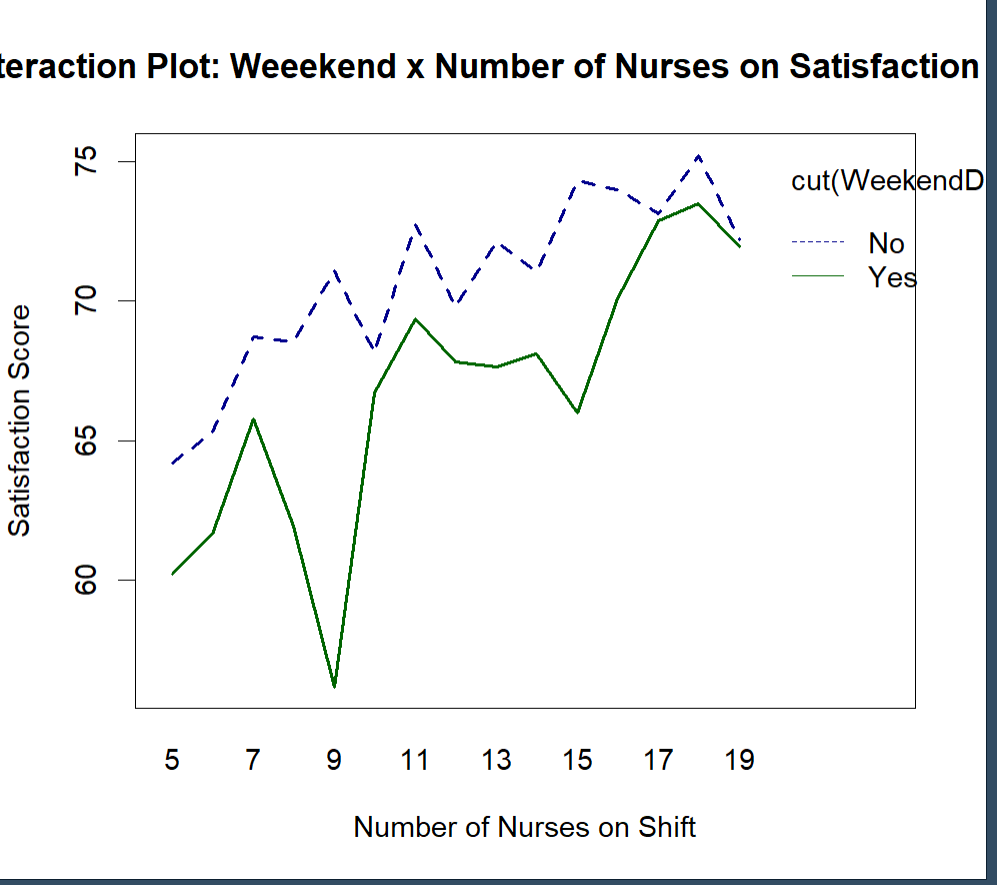 teraction Plot: Weeekend x Number of Nurses on Satisfaction
75
70
65
60
Satisfaction Score
cut(WeekendD
No
Yes
5 7 9 11 13 15 17 19
Number of Nurses on Shift